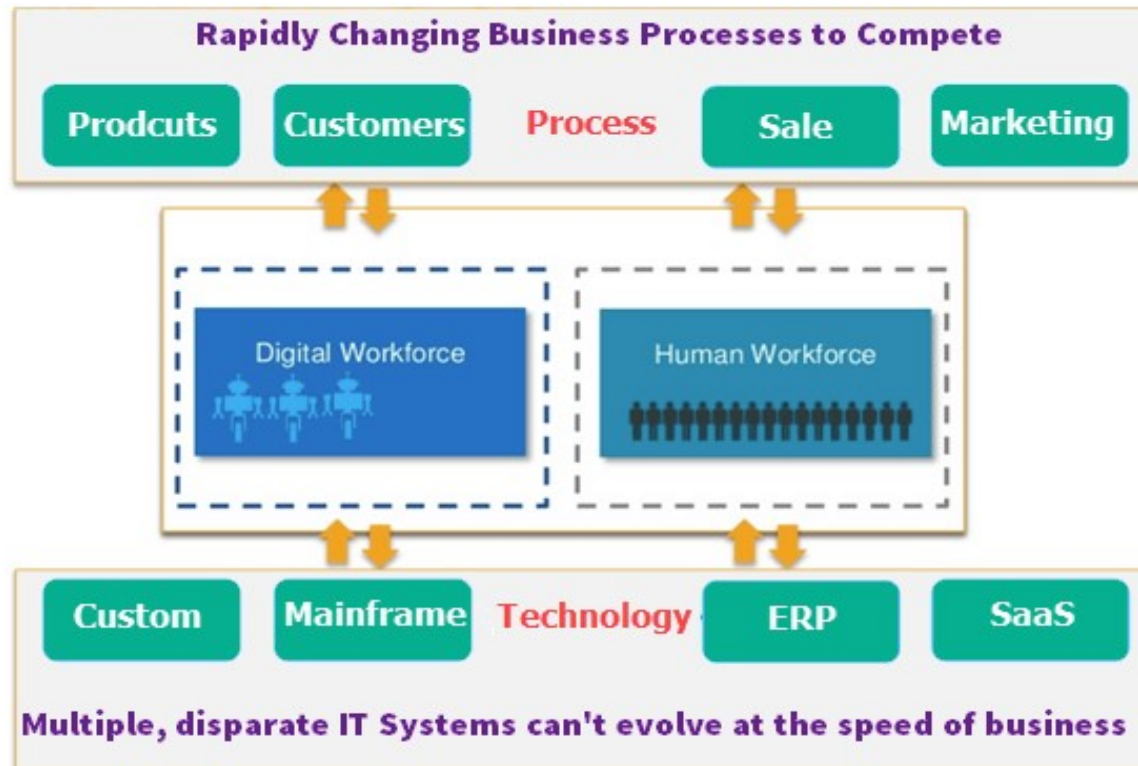 Rapidly Changing Business Processes to Compete
Prodcuts
Customers
Process
Sale
Marketing
Digital Workforce
Human Workforce
Custom
Mainframe
Technology
ERP
SaaS
Multiple, disparate IT Systems can't evolve at the speed of business